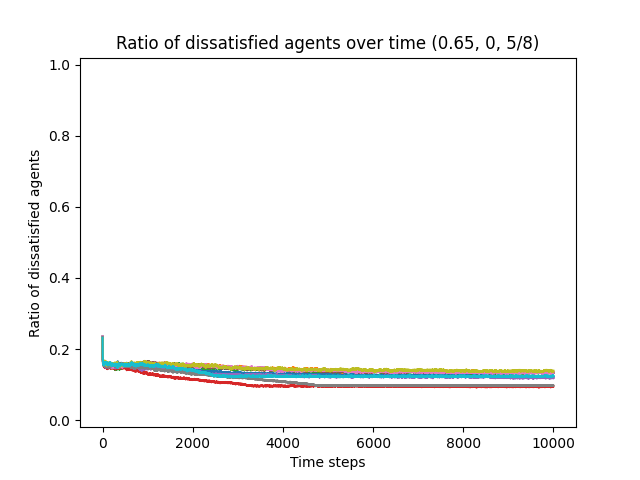 Ratio of dissatisfied agents over time (0.65, 0, 5/8)
1.0
0.8
0.6
0.4
0.2
0.0
Ratio of dissatisfied agents
0 2000 4000 6000 8000 10000
Time steps